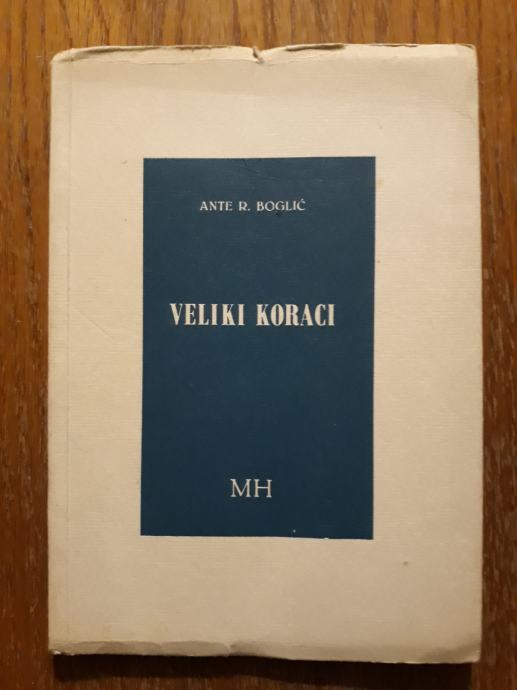 ANTE R. BOGLIĆ
VELIKI KORACI
MH